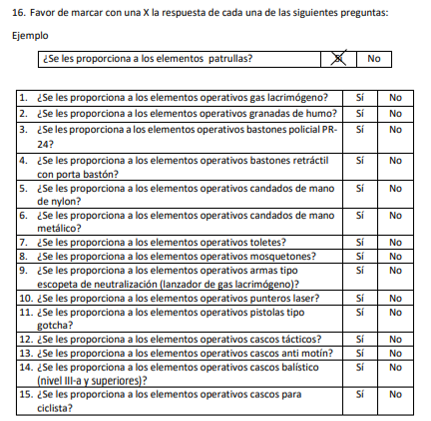 16. Favor de marcar con una X la respuesta de cada una de las siguientes preguntas:
Ejemplo
¿Se les proporciona a los elementos patrullas? Sí No
1. ¿Se les proporciona a los elementos operativos gas lacrimógeno? Sí No
2. ¿Se les proporciona a los elementos operativos granadas de humo? Sí No
3. ¿Se les proporciona a los elementos operativos bastones policial PR- Sí No
24?
4. ¿Se les proporciona a los elementos operativos bastones retráctil Sí No
con porta bastón?
5. ¿Se les proporciona a los elementos operativos candados de mano Sí No
de nylon?
6. ¿Se les proporciona a los elementos operativos candados de mano Sí No
metálico?
7. ¿Se les proporciona a los elementos operativos toletes? Sí No
8. ¿Se les proporciona a los elementos operativos mosquetones? Sí No
9. ¿Se les proporciona a los elementos operativos armas tipo Sí No
escopeta de neutralización (lanzador de gas lacrimógeno)?
10. ¿Se les proporciona a los elementos operativos punteros laser? Sí No
11. ¿Se les proporciona a los elementos operativos pistolas tipo Sí No
gotcha?
12. ¿Se les proporciona a los elementos operativos cascos tácticos? Sí No
13. ¿Se les proporciona a los elementos operativos cascos anti motín? Sí No
14. ¿Se les proporciona a los elementos operativos cascos balístico Sí No
(nivel III-a y superiores)?
15. ¿Se les proporciona a los elementos operativos cascos para Sí No
ciclista?